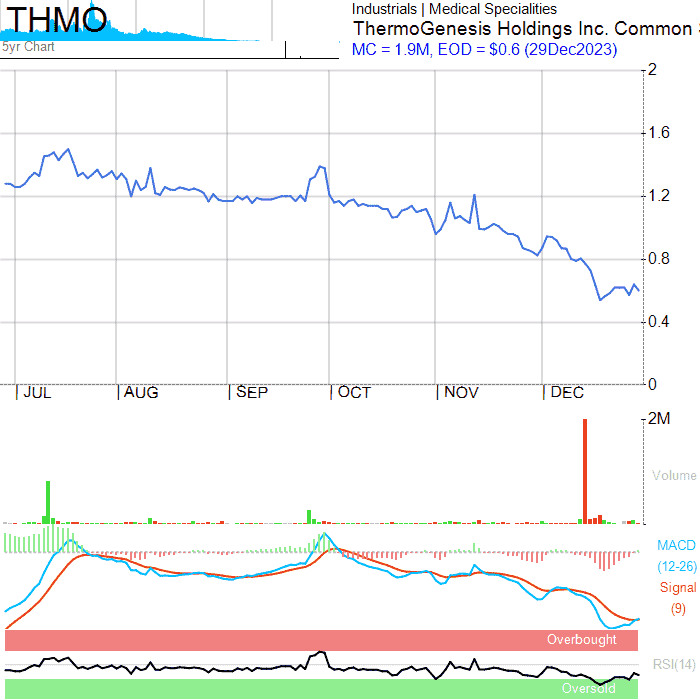 THMO
5yr Chart
Industrials | Medical Specialities
ThermoGenesis Holdings Inc. Common
MC = 1.9M, EOD = $0.6 (29Dec2023)
2
1.6
1.2
0.8
0.4
0
JUL AUG SEP OCT NOV DEC
2M
Volume
MACD
(12-26)
Signal
(9)
Overbought
RSI(14)
Oversold